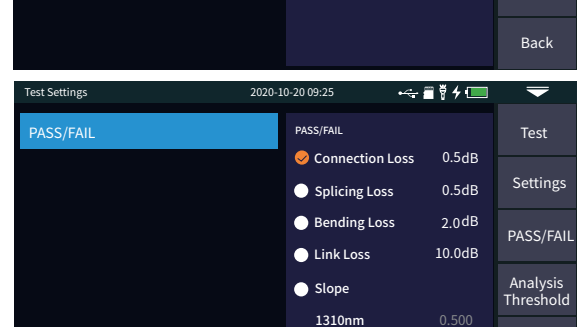 Back
Test Settings 2020-10-20 09:25
PASS/FAIL
PASS/FAIL
Connection Loss 0.5dB
Splicing Loss 0.5dB
Bending Loss 2.0dB
Link Loss 10.0dB
Slope
1310nm 0.500
Test
Settings
PASS/FAIL
Analysis
Threshold